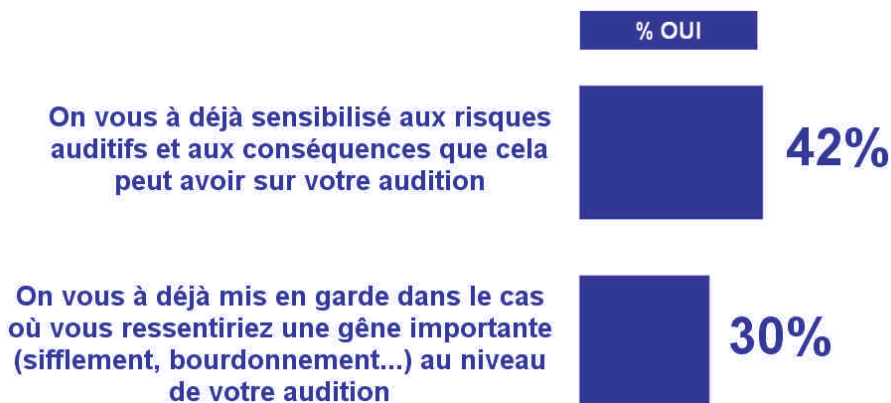 % OUI
On vous à déjà sensibilisé aux risques
auditifs et aux conséquences que cela
peut avoir sur votre audition
42%
On vous à déjà mis en garde dans le cas
où vous ressentiriez une gêne importante
(sifflement, bourdonnement...) au niveau
de votre audition
30%